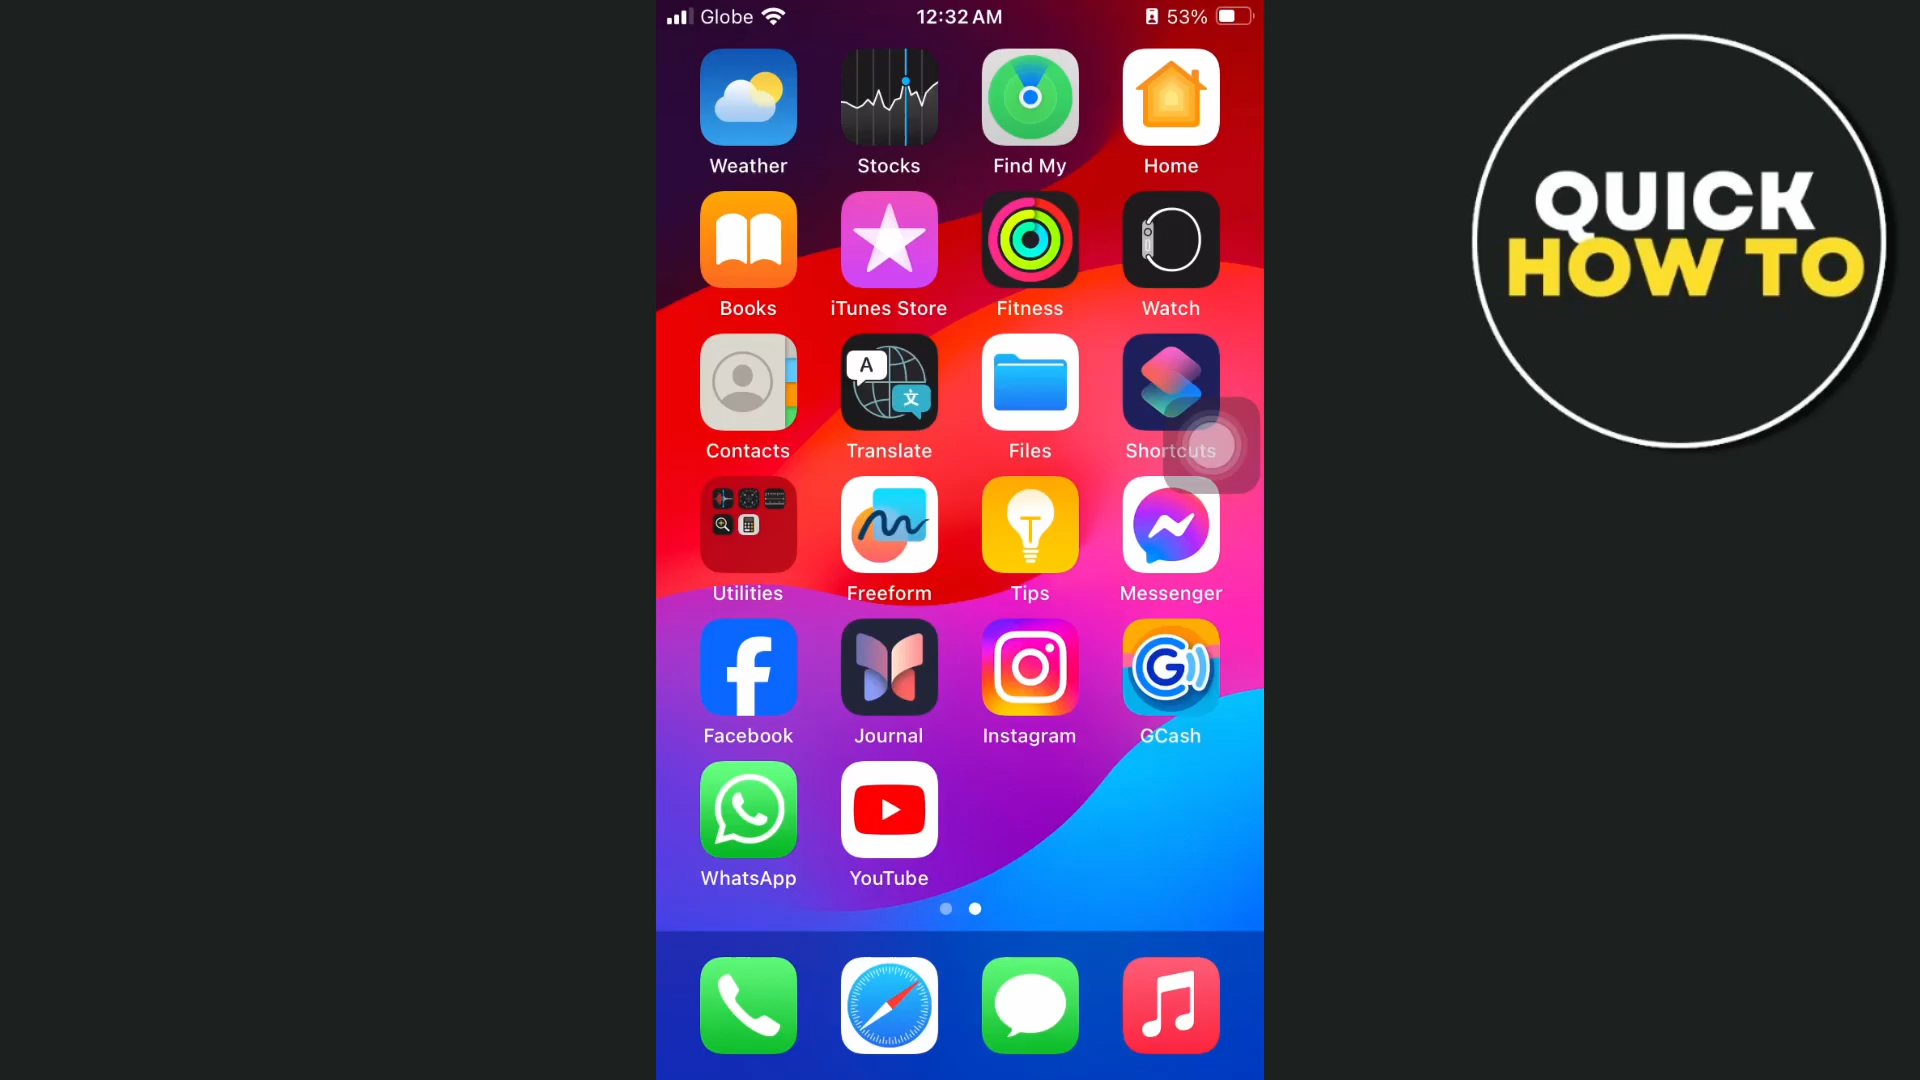 Globe 12:32 AM 53%
Weather Stocks Find My Home
Books iTunes Store Fitness Watch
A 文
Contacts Translate Files Shortcuts
Utilities Freeform Tips Messenger
Facebook Journal Instagram GCash
WhatsApp YouTube
QUICK
HOW TO